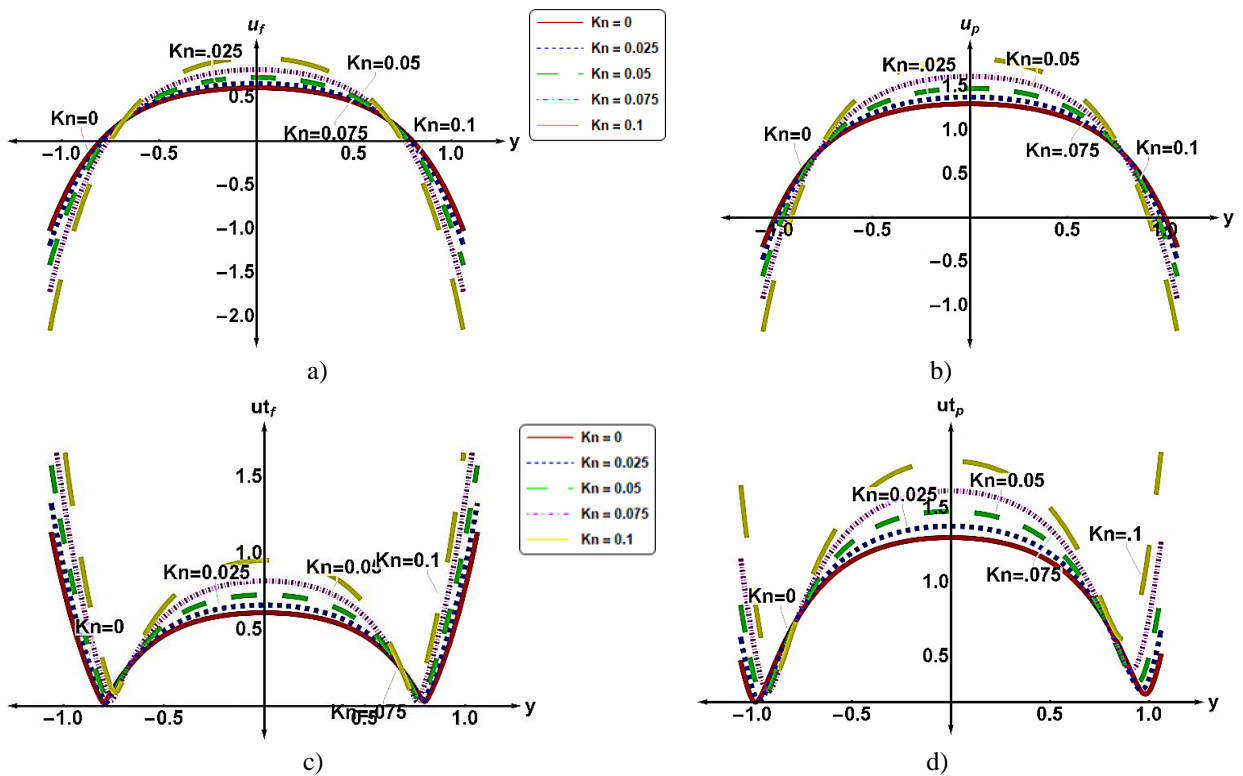 u_f
Kn=.025
Kn=0.05
Kn=0
Kn=0.075
Kn=0.1
y
0.5
−1.0
−0.5
0.5
1.0
−0.5
−1.0
−1.5
−2.0
a)
Kn = 0
Kn = 0.025
Kn = 0.05
Kn = 0.075
Kn = 0.1
u_p
Kn=.025
Kn=0.05
Kn=0
Kn=.075
Kn=0.1
y
1.5
1.0
0.5
−1.0
−0.5
0.5
1.0
−0.5
−1.0
b)
ut_f
1.5
1.0
0.5
Kn=0.025
Kn=0.05
Kn=0.1
Kn=0
Kn=.075
−1.0
−0.5
0.5
1.0
y
c)
Kn = 0
Kn = 0.025
Kn = 0.05
Kn = 0.075
Kn = 0.1
ut_p
Kn=0.025
Kn=0.05
Kn=.1
Kn=0
Kn=.075
1.5
1.0
0.5
−1.0
−0.5
0.5
1.0
y
d)